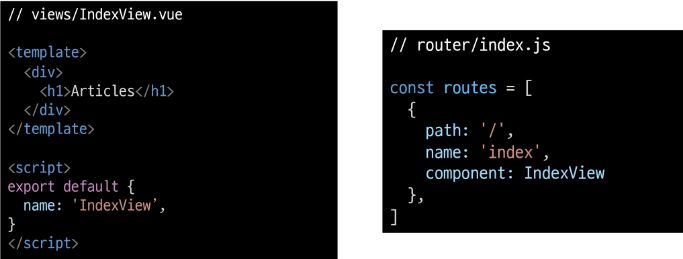 // views/IndexView.vue
<template>
  <div>
    <h1>Articles</h1>
  </div>
</template>
<script>
export default {
  name: 'IndexView’,
}
</script>
// router/index.js
const routes = [
  {
    path: '/',
    name: 'index',
    component: IndexView
  },
]